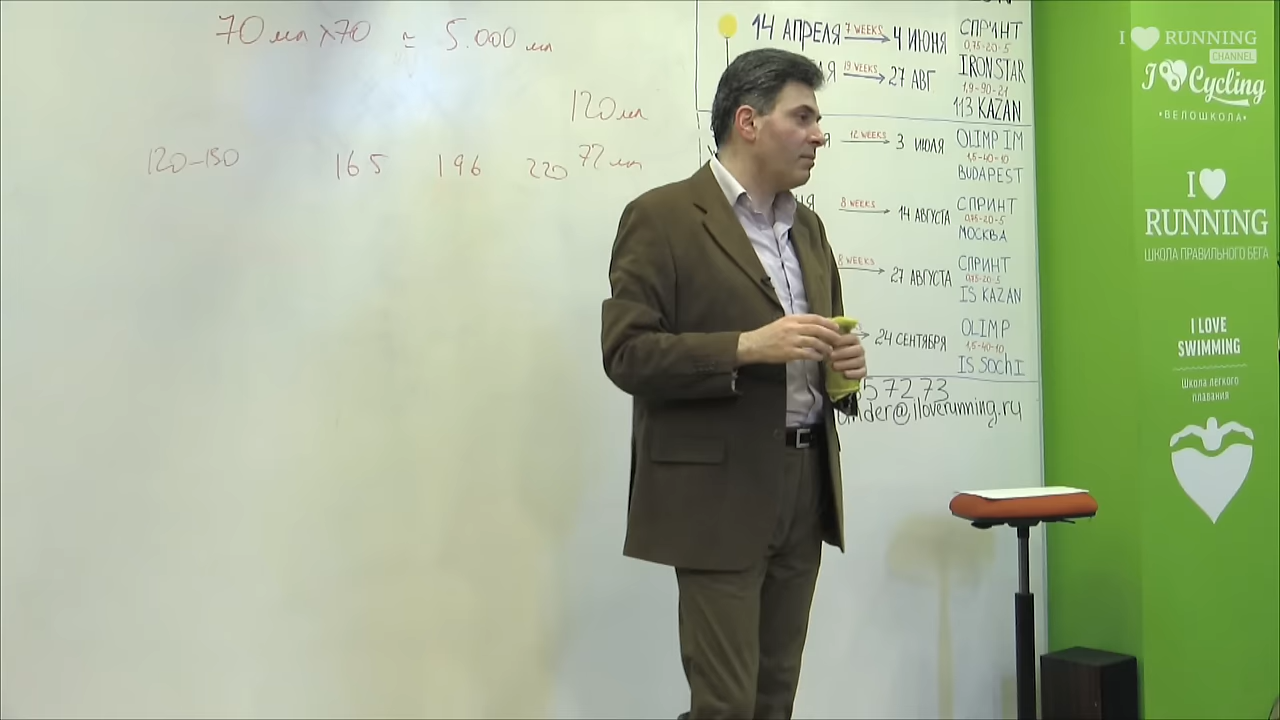 70 мл x 70 ≈ 5.000 мл
120 мл
120-130 165 196 220 77 мл
14 АПРЕЛЯ 7 WEEKS 4 ИЮНЯ СПРИНТ
0,75-20-5
19 WEEKS 27 АВГ IRONSTAR
1,9-90-21
113 KAZAN
12 WEEKS 3 ИЮЛЯ OLIMP IM
1,5-40-10
BUDAPEST
8 WEEKS 14 АВГУСТА СПРИНТ
0,75-20-5
МОСКВА
8 WEEKS 27 АВГУСТА СПРИНТ
0,75-20-5
IS KAZAN
24 СЕНТЯБРЯ OLIMP
1,5-40-10
IS SOCHI
57273
nder@iloverunning.ru
I RUNNING
CHANNEL
I Cycling
•ВЕЛОШКОЛА•
I
RUNNING
ШКОЛА ПРАВИЛЬНОГО БЕГА
I LOVE
SWIMMING
Школа легкого
плавания